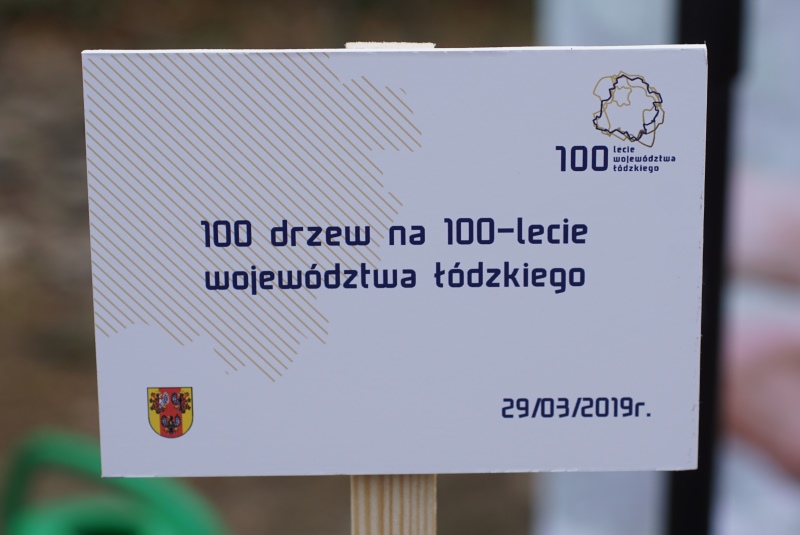 100 lecie
województwa
łódzkiego
100 drzew na 100-lecie
województwa łódzkiego
29/03/2019r.